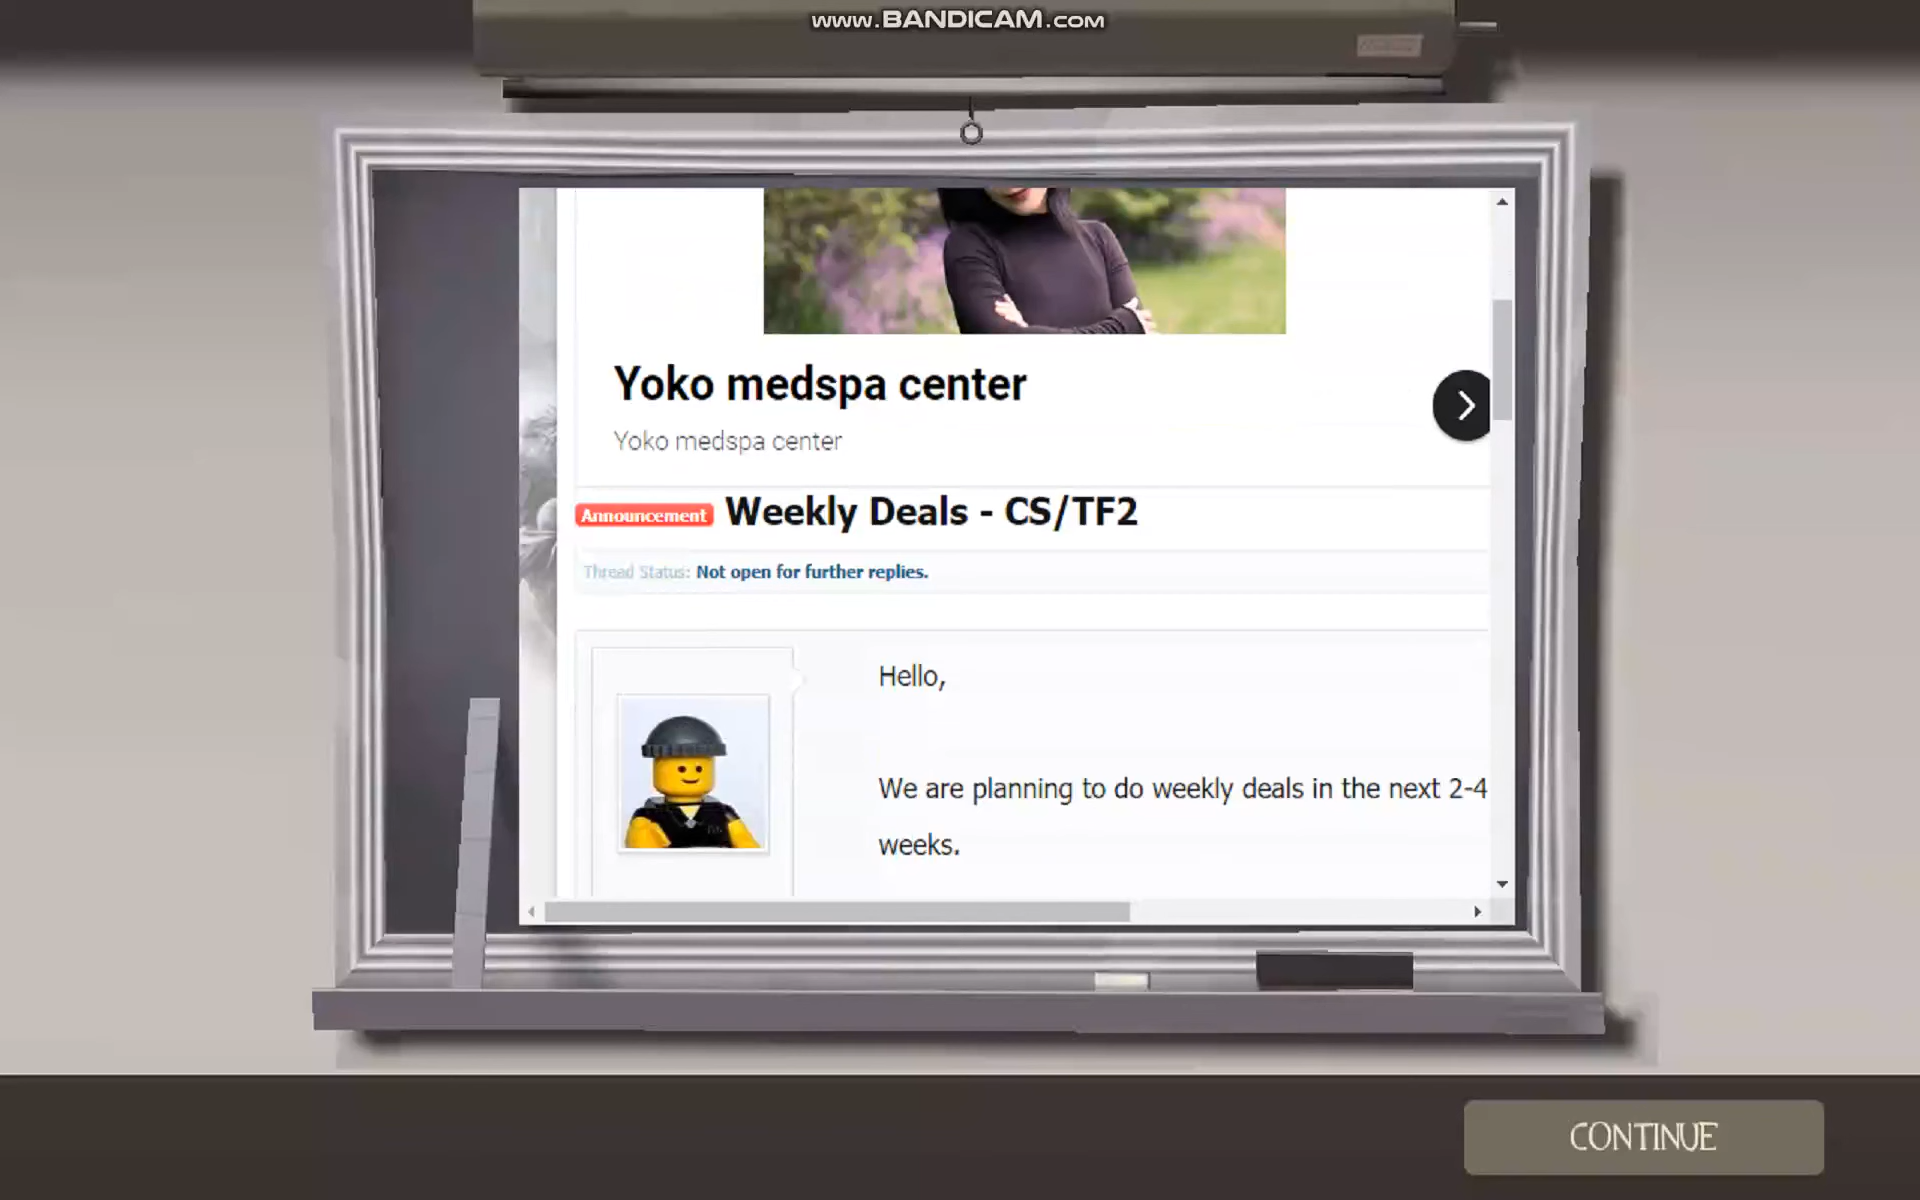 www.BANDICAM.com
Yoko medspa center
Yoko medspa center
Announcement Weekly Deals - CS/TF2
Thread Status: Not open for further replies.
Hello,
We are planning to do weekly deals in the next 2-4
weeks.
CONTINUE